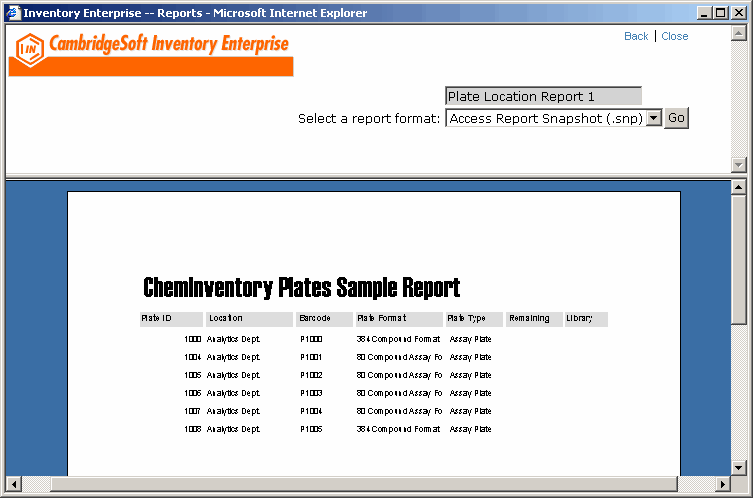 Inventory Enterprise -- Reports - Microsoft Internet Explorer
CambridgeSoft Inventory Enterprise
Back | Close
Plate Location Report 1
Select a report format: Access Report Snapshot (.snp) Go
ChemInventory Plates Sample Report
Plate ID Location Barcode Plate Format Plate Type Remaining Library
1000 Analytics Dept. P1000 384 Compound Format Assay Plate
1004 Analytics Dept. P1001 80 Compound Assay Fo Assay Plate
1005 Analytics Dept. P1002 80 Compound Assay Fo Assay Plate
1006 Analytics Dept. P1003 80 Compound Assay Fo Assay Plate
1007 Analytics Dept. P1004 80 Compound Assay Fo Assay Plate
1008 Analytics Dept. P1005 384 Compound Format Assay Plate